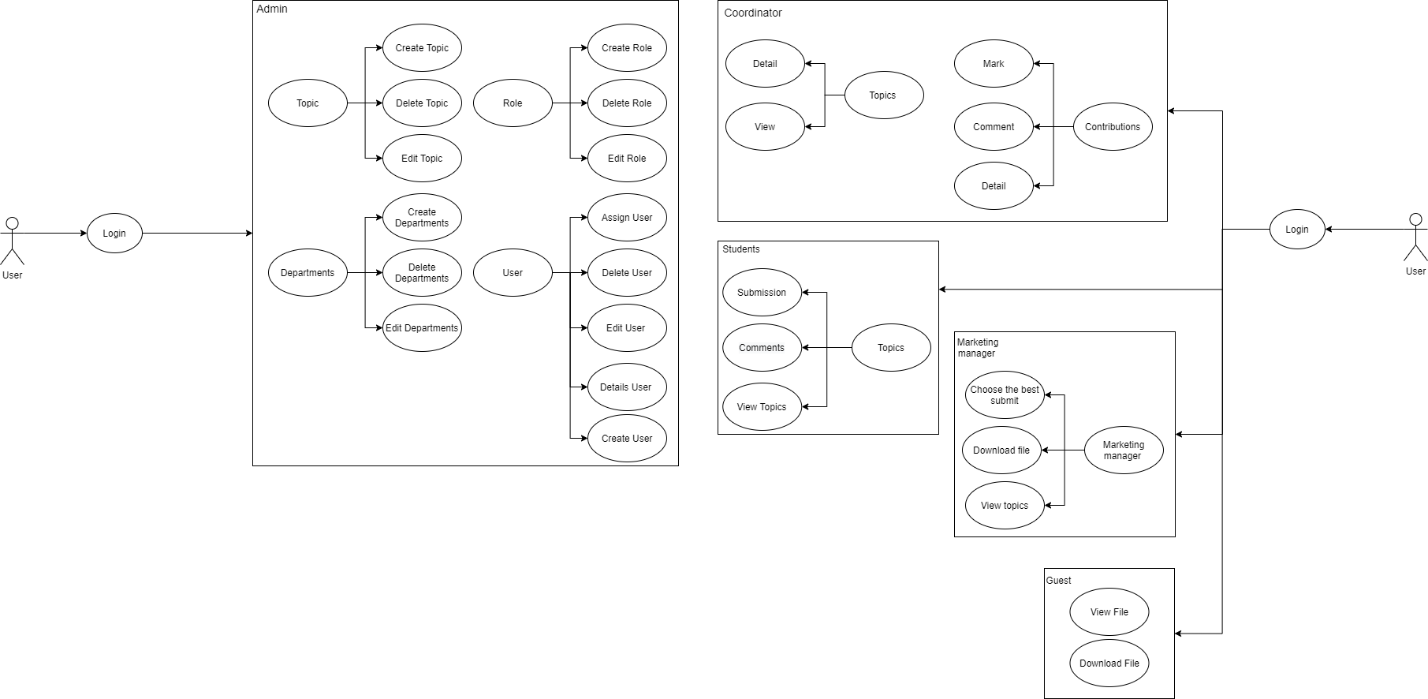 Admin
Create Topic
Topic
Delete Topic
Edit Topic
Create Role
Role
Delete Role
Edit Role
Create
Departments
Departments
Delete
Departments
Edit Departments
Assign User
User
Delete User
Edit User
Details User
Create User
User
Login
Coordinator
Detail
Topics
View
Mark
Comment
Contributions
Detail
Students
Submission
Comments
Topics
View Topics
Marketing
manager
Choose the best
submit
Download file
Marketing
manager
View topics
Guest
View File
Download File
Login
User